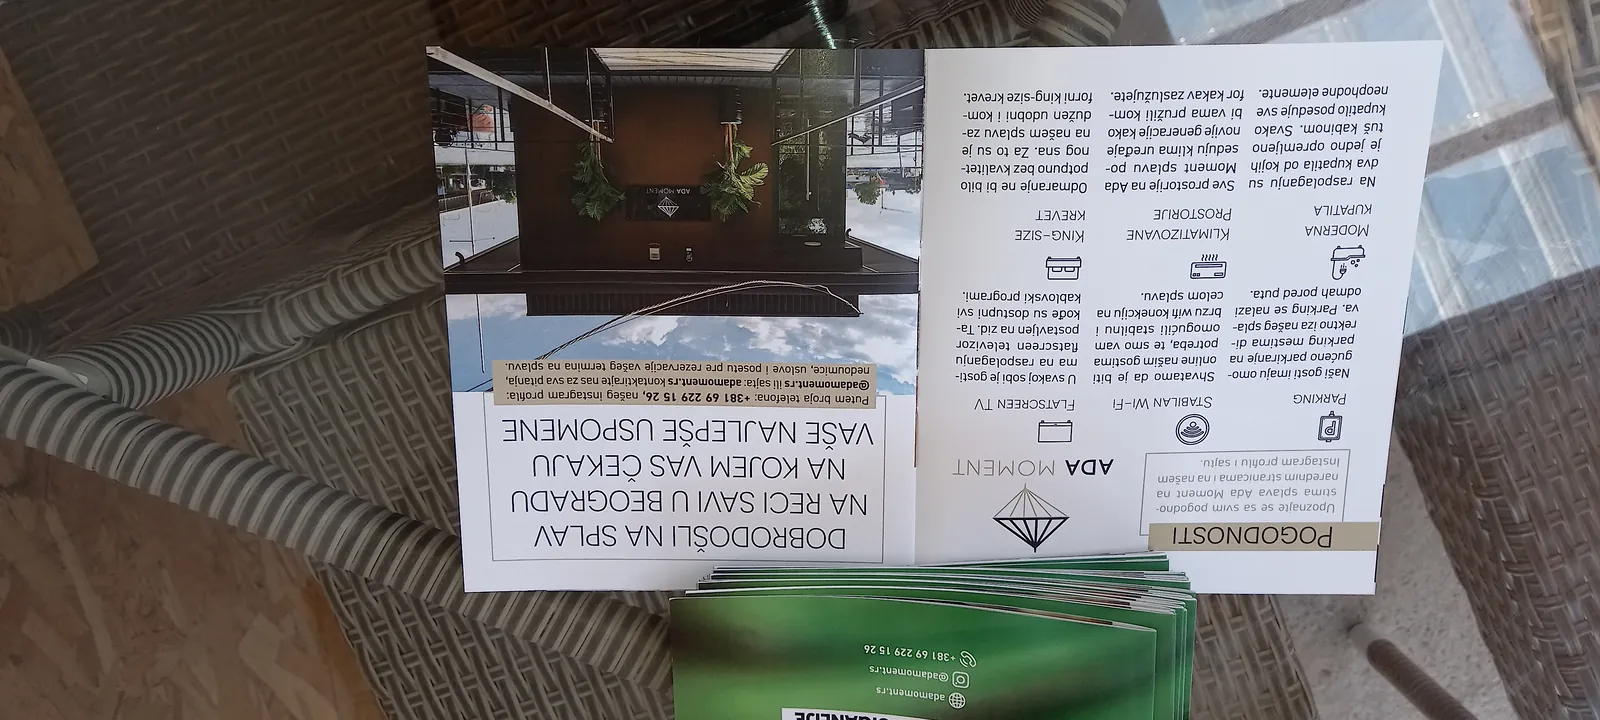 adamoment.rs
@adamoment.rs
+381 69 229 15 26
POGODNOSTI
Upoznajte se sa svim pogodno-
stima splava Ada Moment na
narednim stranicama i na našem
Instagram profilu i sajtu.
ADA MOMENT
PARKING
Naši gosti imaju omo-
gućeno parkiranje na
parking mestima di-
rektno iza našeg spla-
va. Parking se nalazi
odmah pored puta.
STABILAN WI-FI
Shvatamo da je biti
online našim gostima
potreba, te smo vam
omogućili stabilnu i
brzu wifi konekciju na
celom splavu.
FLATSCREEN TV
U svakoj sobi je gosti-
ma na raspolaganju
flatscreen televizor
postavljen na zid. Ta-
kođe su dostupni svi
kablovski programi.
MODERNA
KUPATILA
Na raspolaganju su
dva kupatila od kojih
je jedno opremljeno
tuš kabinom. Svako
kupatilo poseduje sve
neophodne elemente.
KLIMATIZOVANE
PROSTORIJE
Sve prostorije na Ada
Moment splavu po-
seduju klima uređaje
novije generacije kako
bi vama pružili kom-
for kakav zaslužujete.
KING-SIZE
KREVET
Odmaranje ne bi bilo
potpuno bez kvalitet-
nog sna. Za to su je
na našem splavu za-
dužen udobni i kom-
forni king-size krevet.
DOBRODOŠLI NA SPLAV
NA RECI SAVI U BEOGRADU
NA KOJEM VAS ČEKAJU
VAŠE NAJLEPŠE USPOMENE
Putem broja telefona: +381 69 229 15 26, našeg instagram profila:
@adamoment.rs ili sajta: adamoment.rs kontaktirajte nas za sva pitanja,
nedoumice, uslove i posetu pre rezervacije vašeg termina na splavu.
ADA MOMENT